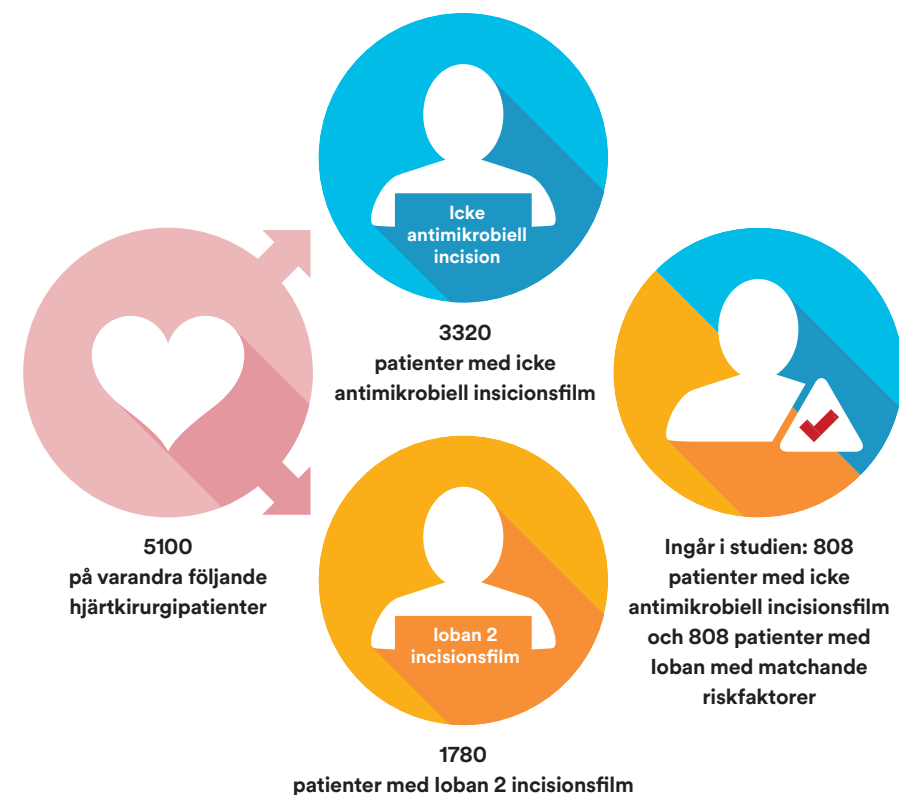 5100
på varandra följande
hjärtkirurgipatienter
Icke
antimikrobiell
incision
3320
patienter med icke
antimikrobiell insicionsfilm
Ioban 2
incisionsfilm
1780
patienter med Ioban 2 incisionsfilm
Ingår i studien: 808
patienter med icke
antimikrobiell incisionsfilm
och 808 patienter med
Ioban med matchande
riskfaktorer